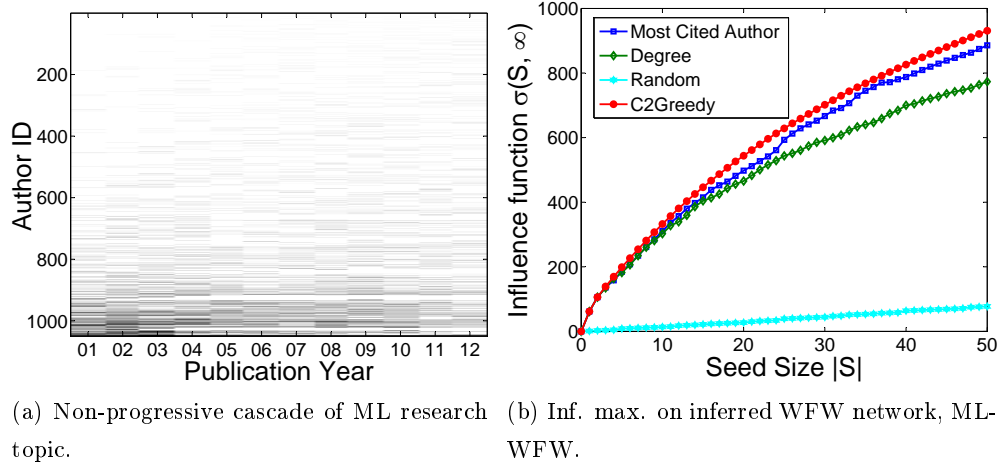 Author ID
200
400
600
800
1000
01 02 03 04 05 06 07 08 09 10 11 12
Publication Year
(a) Non-progressive cascade of ML research
topic.
Influence function σ(S, ∞)
1000
800
600
400
200
0
Most Cited Author
Degree
Random
C2Greedy
0 10 20 30 40 50
Seed Size |S|
(b) Inf. max. on inferred WFW network, ML-
WFW.